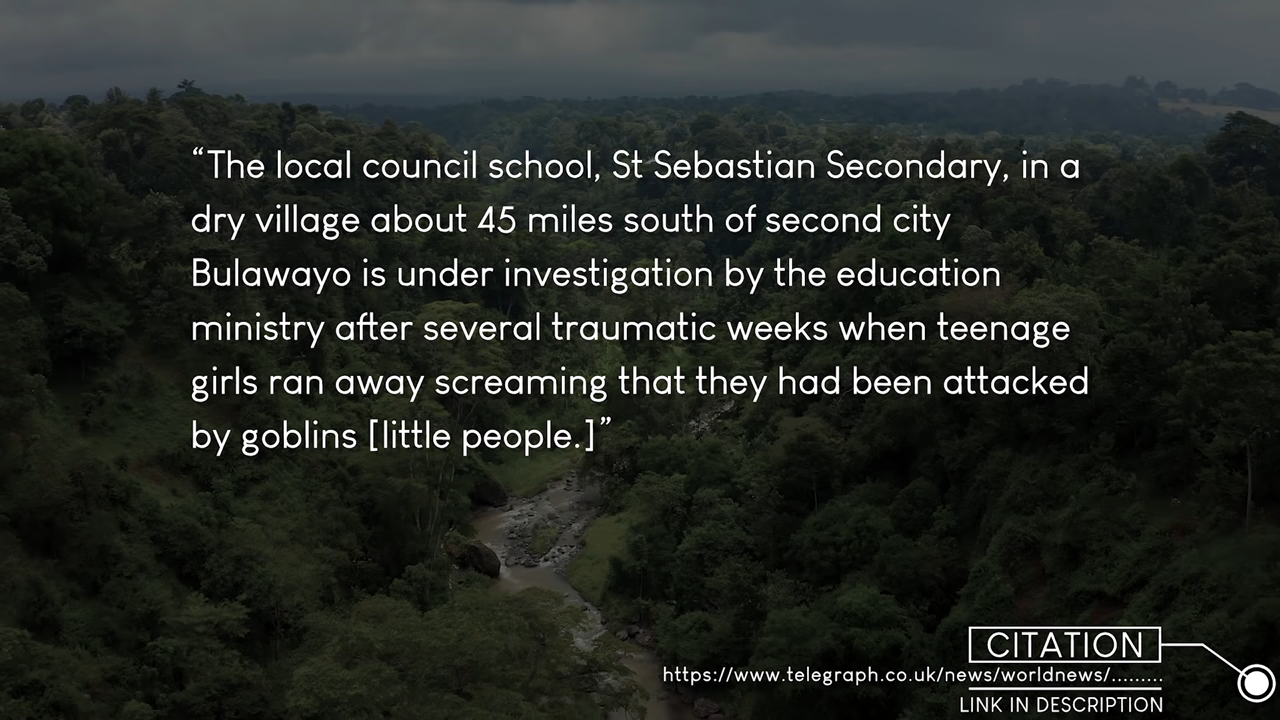 “The local council school, St Sebastian Secondary, in a
dry village about 45 miles south of second city
Bulawayo is under investigation by the education
ministry after several traumatic weeks when teenage
girls ran away screaming that they had been attacked
by goblins [little people.]”
CITATION
https://www.telegraph.co.uk/news/worldnews/.........
LINK IN DESCRIPTION